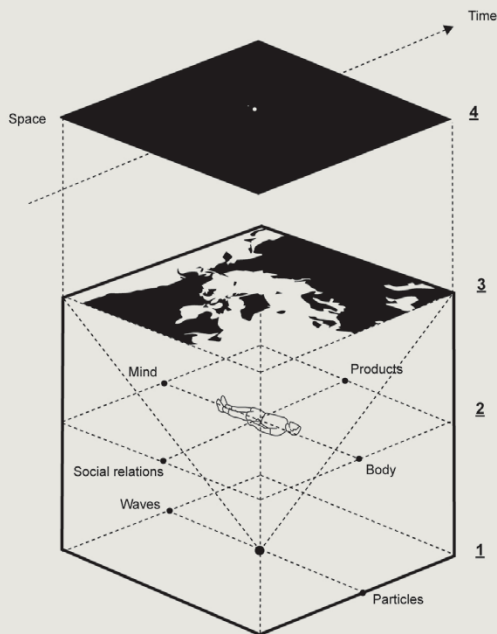 Time
4
Space
3
Mind
Products
2
Social relations
Body
Waves
1
Particles